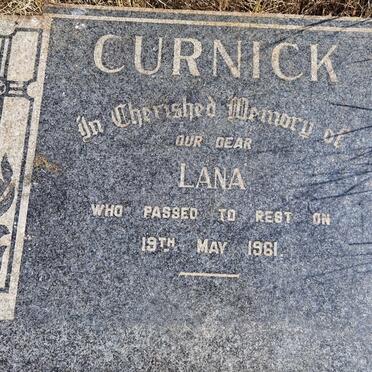 CURNICK
In Cherished Memory of
OUR DEAR
LANA
WHO PASSED TO REST ON
19TH MAY 1961.